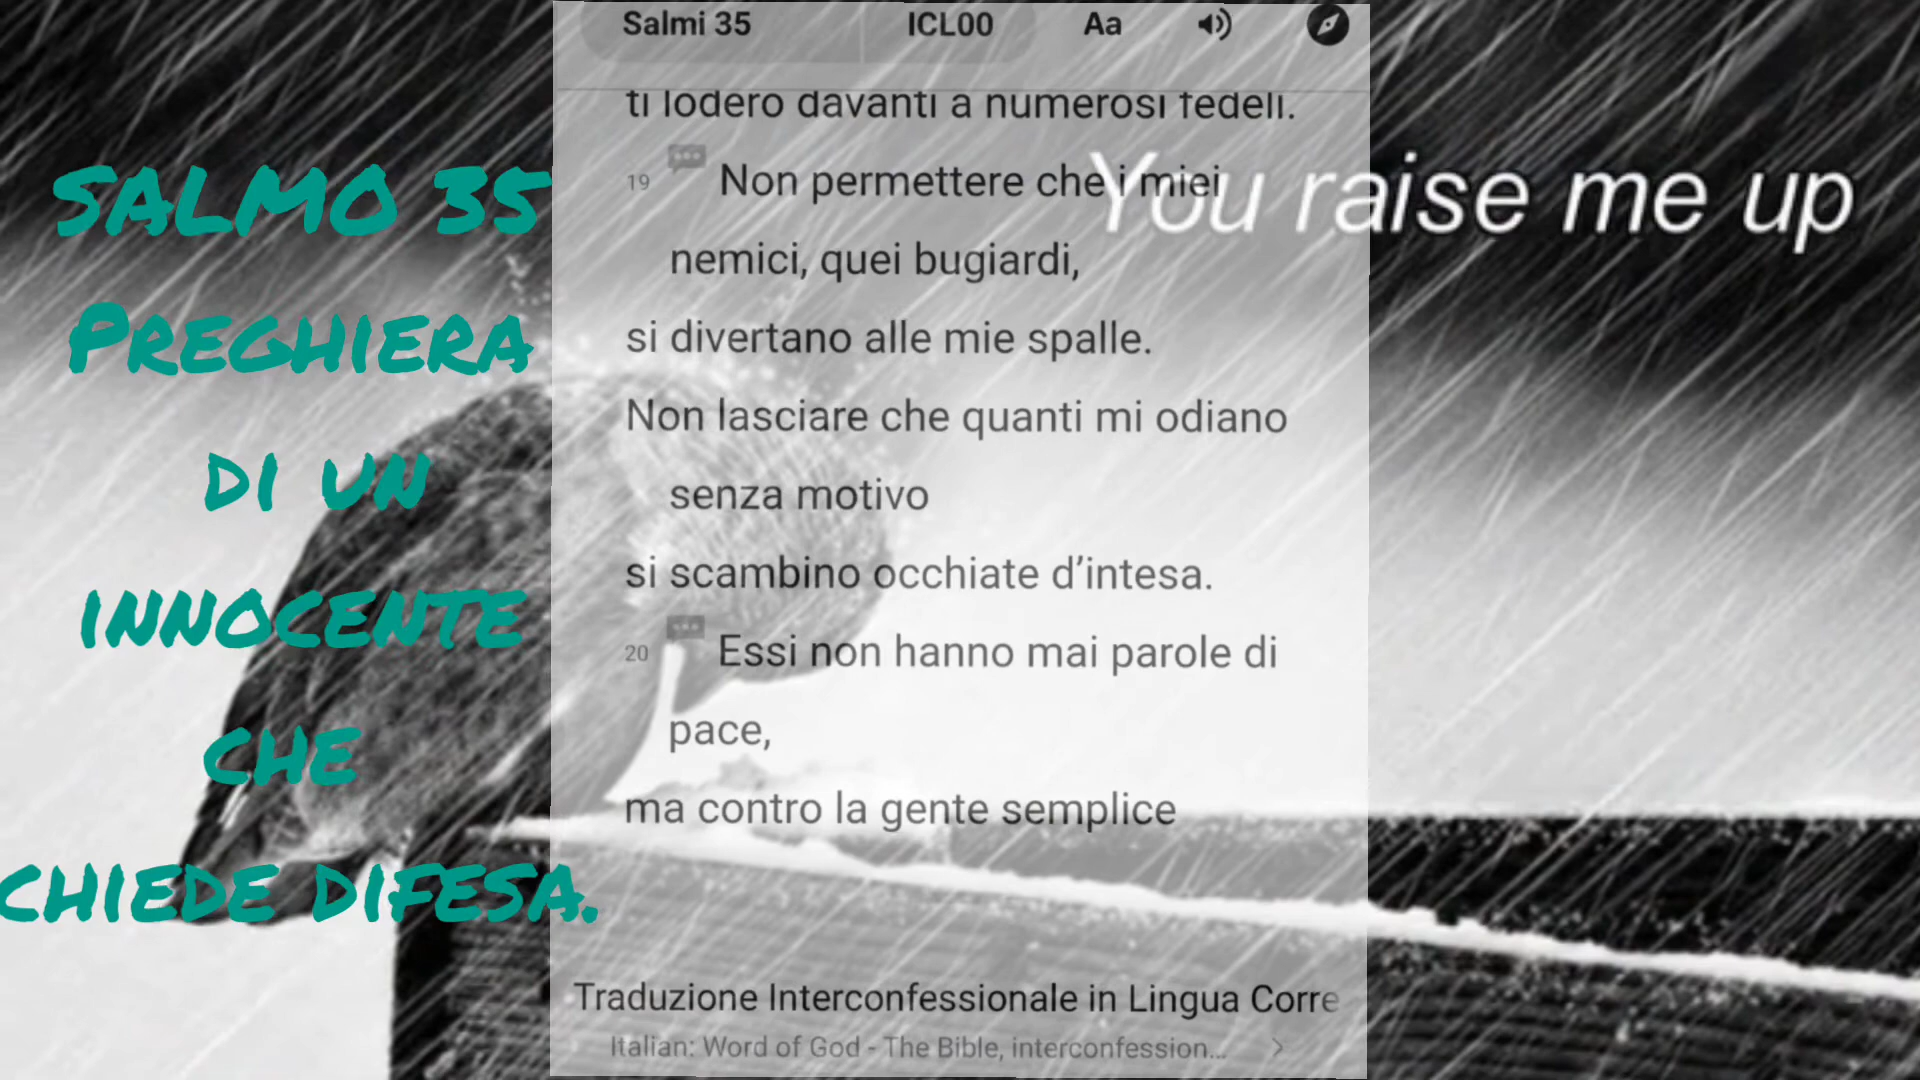 SALMO 35
PREGHIERA
DI UN
INNOCENTE
CHE
CHIEDE DIFESA.
Salmi 35 ICL00 Aa
ti loderò davanti a numerosi fedeli.
19 Non permettere che i miei
nemici, quei bugiardi,
si divertano alle mie spalle.
Non lasciare che quanti mi odiano
senza motivo
si scambino occhiate d’intesa.
20 Essi non hanno mai parole di
pace,
ma contro la gente semplice
Traduzione Interconfessionale in Lingua Corre
Italian: Word of God - The Bible, interconfession...
You raise me up